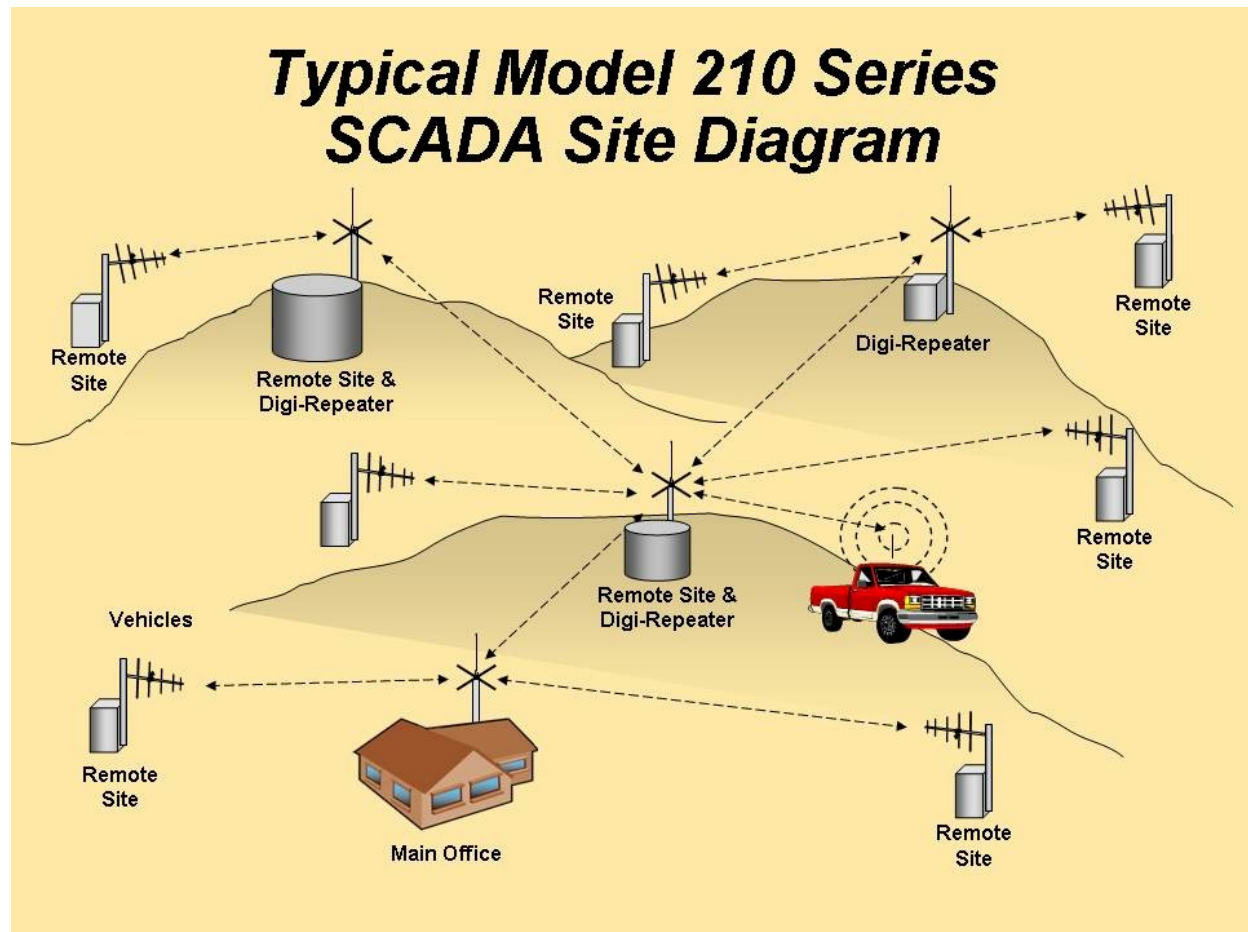 Typical Model 210 Series
SCADA Site Diagram
Remote
Site
Remote Site &
Digi-Repeater
Remote
Site
Digi-Repeater
Remote
Site
Remote
Site
Remote Site &
Digi-Repeater
Vehicles
Remote
Site
Main Office
Remote
Site